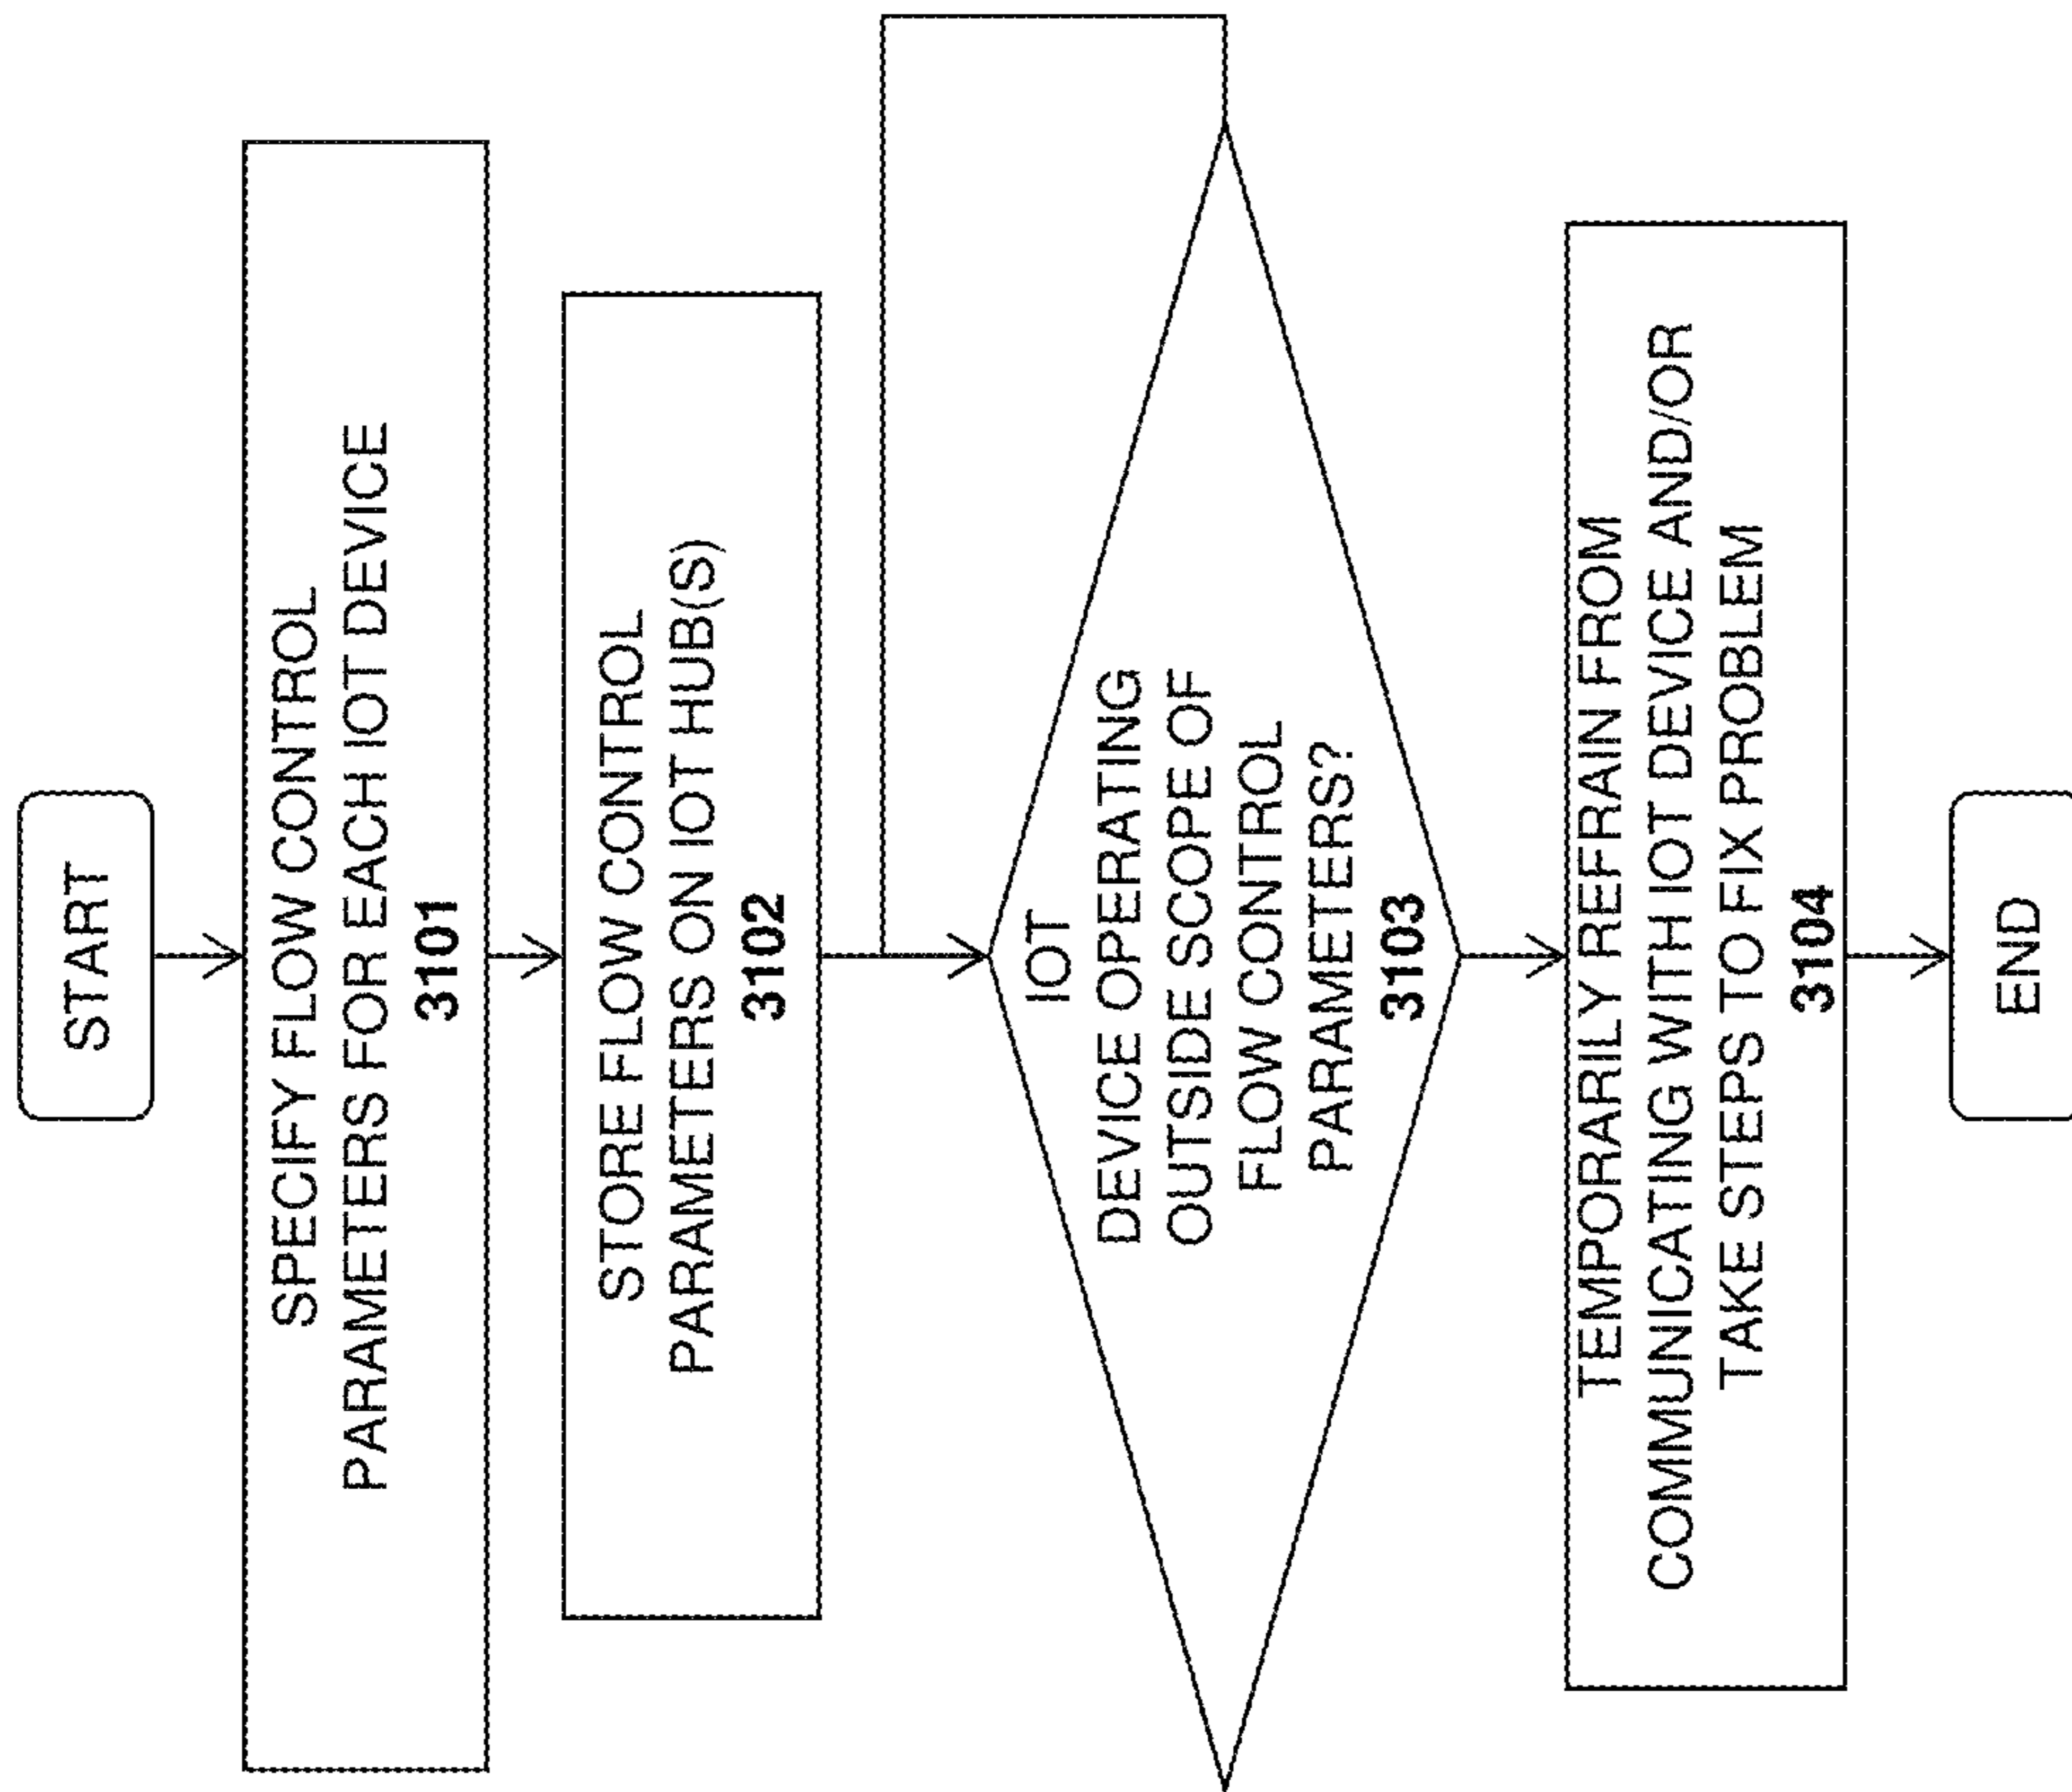 START
SPECIFY FLOW CONTROL
PARAMETERS FOR EACH IOT DEVICE
3101
STORE FLOW CONTROL
PARAMETERS ON IOT HUB(S)
3102
IOT
DEVICE OPERATING
OUTSIDE SCOPE OF
FLOW CONTROL
PARAMETERS?
3103
TEMPORARILY REFRAIN FROM
COMMUNICATING WITH IOT DEVICE AND/OR
TAKE STEPS TO FIX PROBLEM
3104
END